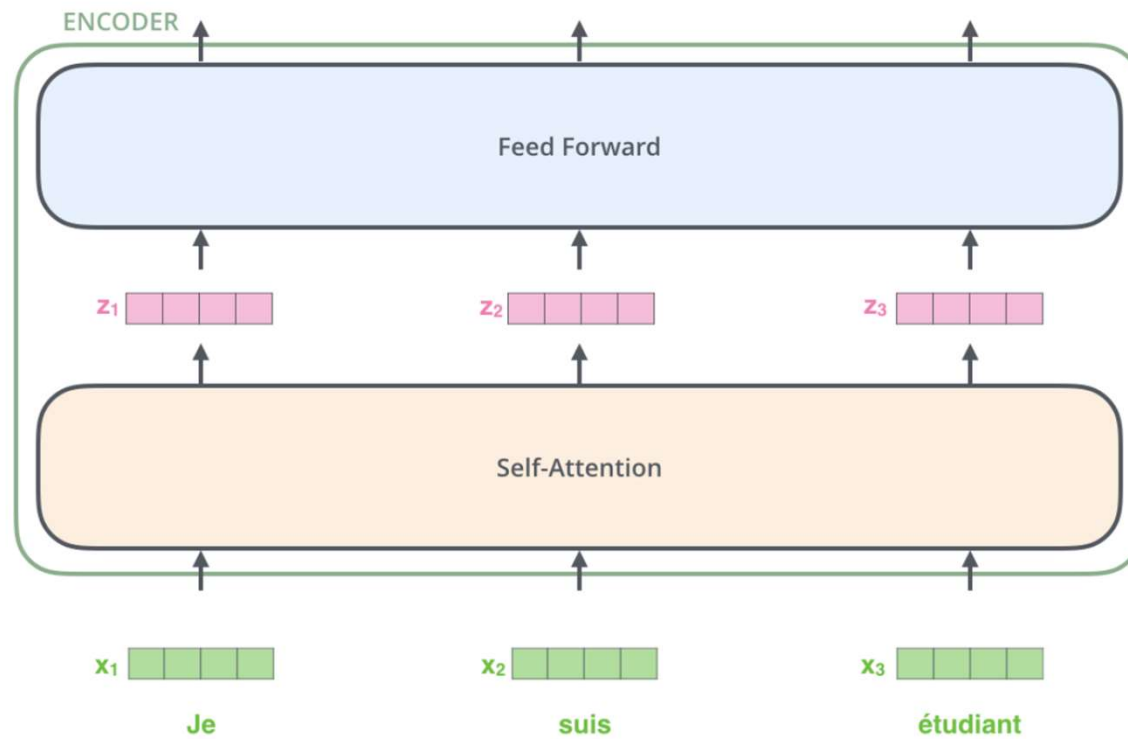 ENCODER
Feed Forward
z₁ z₂ z₃
Self-Attention
x₁ x₂ x₃
Je suis étudiant